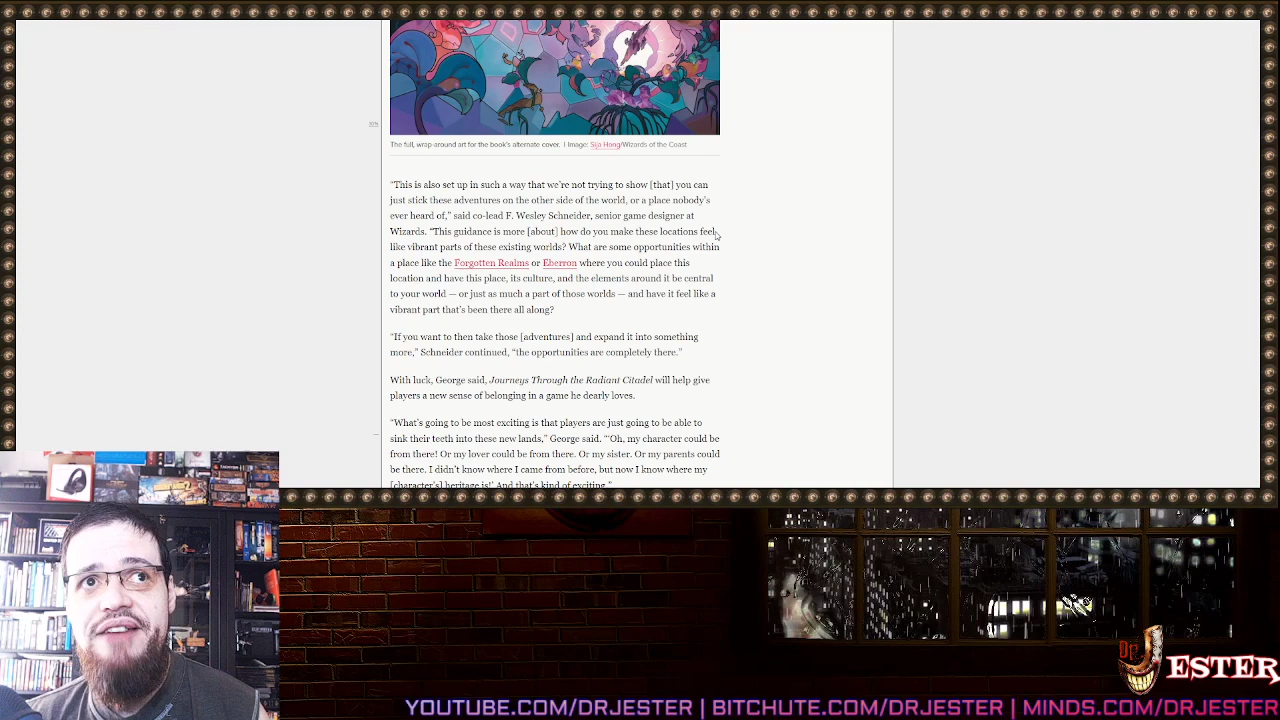 30%
The full, wrap-around art for the book's alternate cover. | Image: Sija Hong/Wizards of the Coast
“This is also set up in such a way that we’re not trying to show [that] you can
just stick these adventures on the other side of the world, or a place nobody’s
ever heard of,” said co-lead F. Wesley Schneider, senior game designer at
Wizards. “This guidance is more [about] how do you make these locations feel
like vibrant parts of these existing worlds? What are some opportunities within
a place like the Forgotten Realms or Eberron where you could place this
location and have this place, its culture, and the elements around it be central
to your world — or just as much a part of those worlds — and have it feel like a
vibrant part that’s been there all along?
“If you want to then take those [adventures] and expand it into something
more,” Schneider continued, “the opportunities are completely there.”
With luck, George said, Journeys Through the Radiant Citadel will help give
players a new sense of belonging in a game he dearly loves.
“What’s going to be most exciting is that players are just going to be able to
sink their teeth into these new lands,” George said. “‘Oh, my character could be
from there! Or my lover could be from there. Or my sister. Or my parents could
be there. I didn’t know where I came from before, but now I know where my
[character’s] heritage is!’ And that’s kind of exciting.”
Dr
JESTER
YOUTUBE.COM/DRJESTER | BITCHUTE.COM/DRJESTER | MINDS.COM/DRJESTER